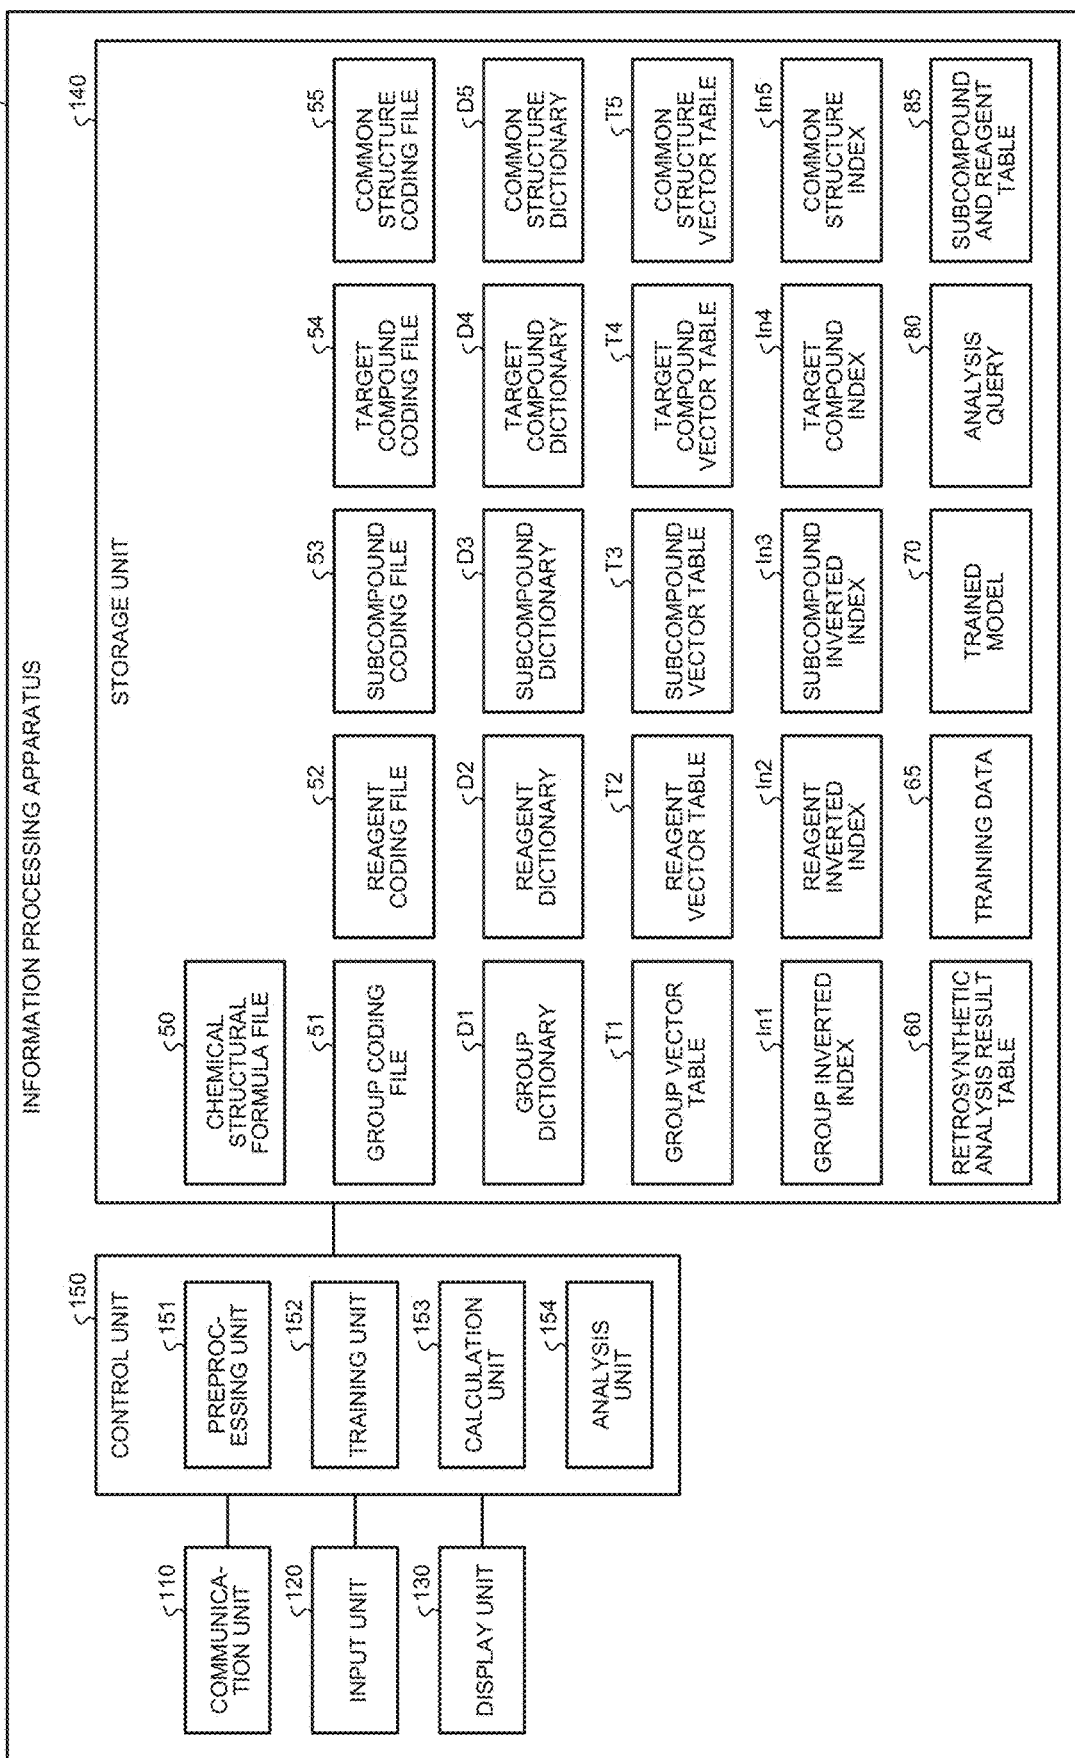 INFORMATION PROCESSING APPARATUS
110
COMMUNICA-
TION UNIT
120
INPUT UNIT
130
DISPLAY UNIT
150
CONTROL UNIT
151
PREPROC-
ESSING UNIT
152
TRAINING UNIT
153
CALCULATION
UNIT
154
ANALYSIS
UNIT
140
STORAGE UNIT
50
CHEMICAL
STRUCTURAL
FORMULA FILE
51
GROUP CODING
FILE
52
REAGENT
CODING FILE
53
SUBCOMPOUND
CODING FILE
54
TARGET
COMPOUND
CODING FILE
55
COMMON
STRUCTURE
CODING FILE
D1
GROUP
DICTIONARY
D2
REAGENT
DICTIONARY
D3
SUBCOMPOUND
DICTIONARY
D4
TARGET
COMPOUND
DICTIONARY
D5
COMMON
STRUCTURE
DICTIONARY
T1
GROUP VECTOR
TABLE
T2
REAGENT
VECTOR TABLE
T3
SUBCOMPOUND
VECTOR TABLE
T4
TARGET
COMPOUND
VECTOR TABLE
T5
COMMON
STRUCTURE
VECTOR TABLE
In1
GROUP INVERTED
INDEX
In2
REAGENT
INVERTED
INDEX
In3
SUBCOMPOUND
INVERTED
INDEX
In4
TARGET
COMPOUND
INDEX
In5
COMMON
STRUCTURE
INDEX
60
RETROSYNTHETIC
ANALYSIS RESULT
TABLE
65
TRAINING DATA
70
TRAINED
MODEL
80
ANALYSIS
QUERY
85
SUBCOMPOUND
AND REAGENT
TABLE